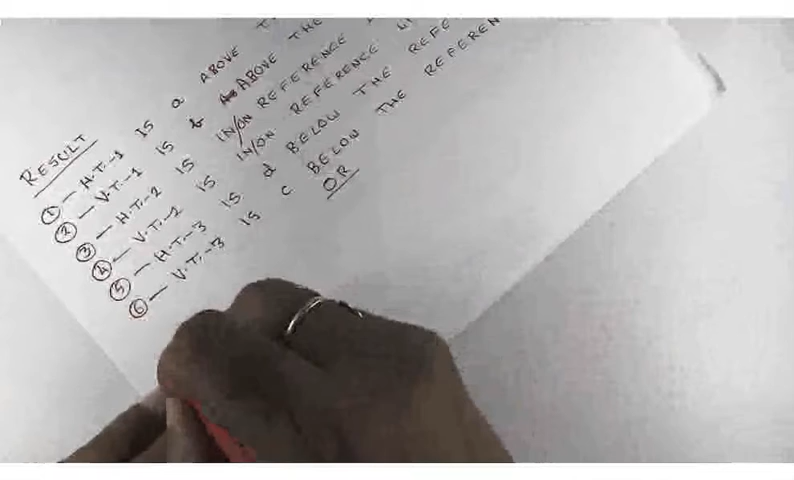 RESULT
① — H.T.-1 IS a ABOVE
② — V.T.-1 IS b ABOVE THE
③ — H.T.-2 IS IN/ON REFERENCE
④ — V.T.-2 IS IN/ON REFERENCE
⑤ — H.T.-3 IS d BELOW THE REFE
⑥ — V.T.-3 IS c BELOW THE REFEREN
OR